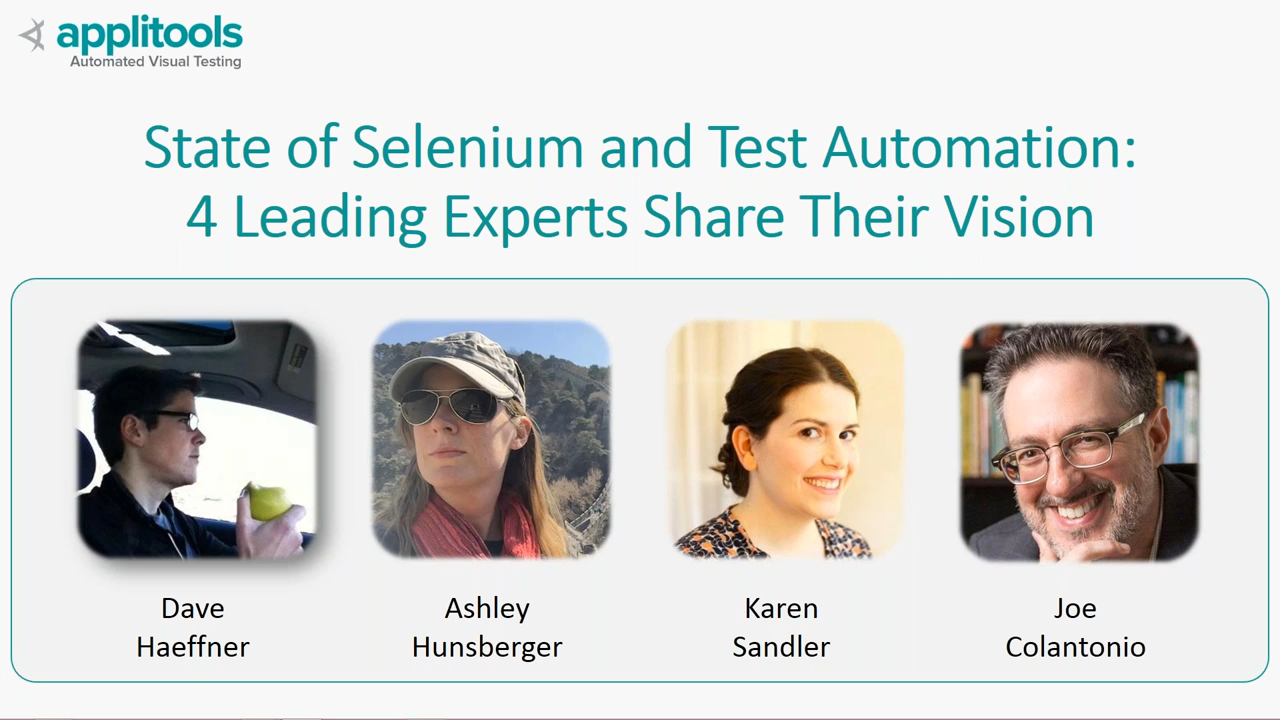 applitools
Automated Visual Testing
State of Selenium and Test Automation:
4 Leading Experts Share Their Vision
Dave
Haeffner
Ashley
Hunsberger
Karen
Sandler
Joe
Colantonio